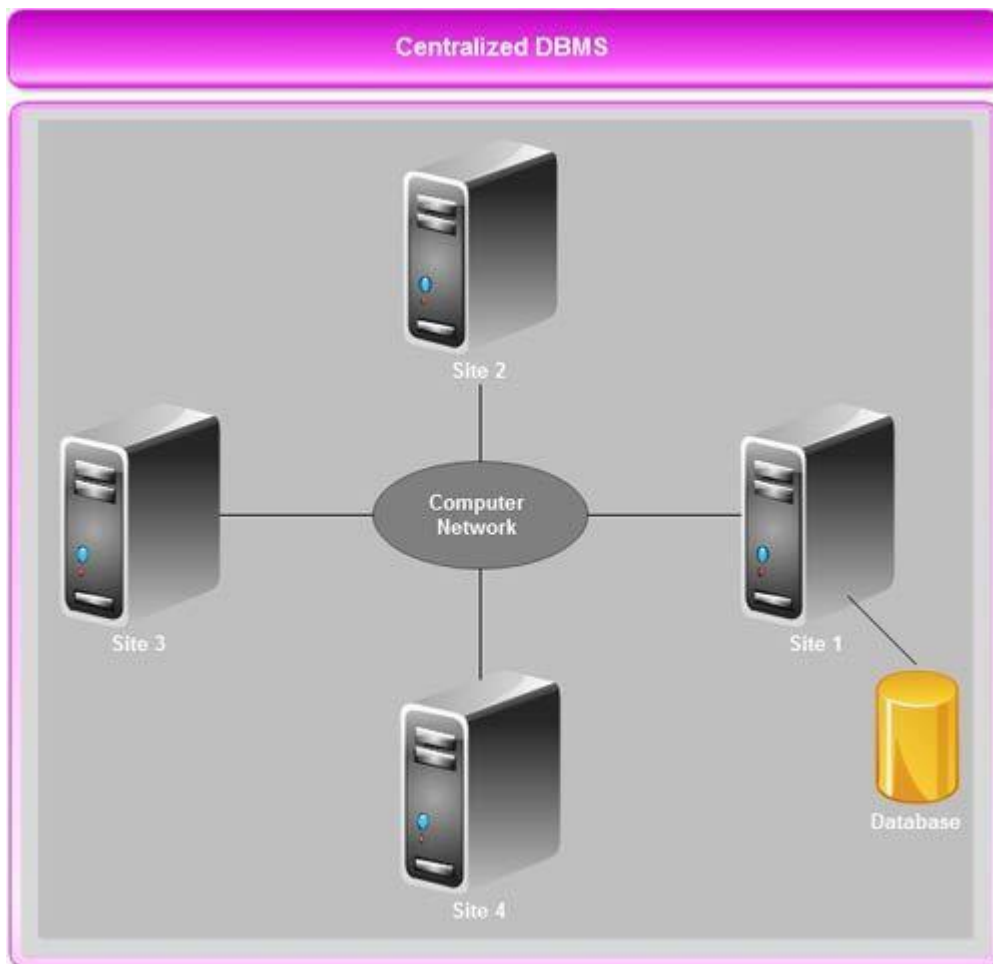 Centralized DBMS
Site 2
Computer
Network
Site 3
Site 1
Database
Site 4